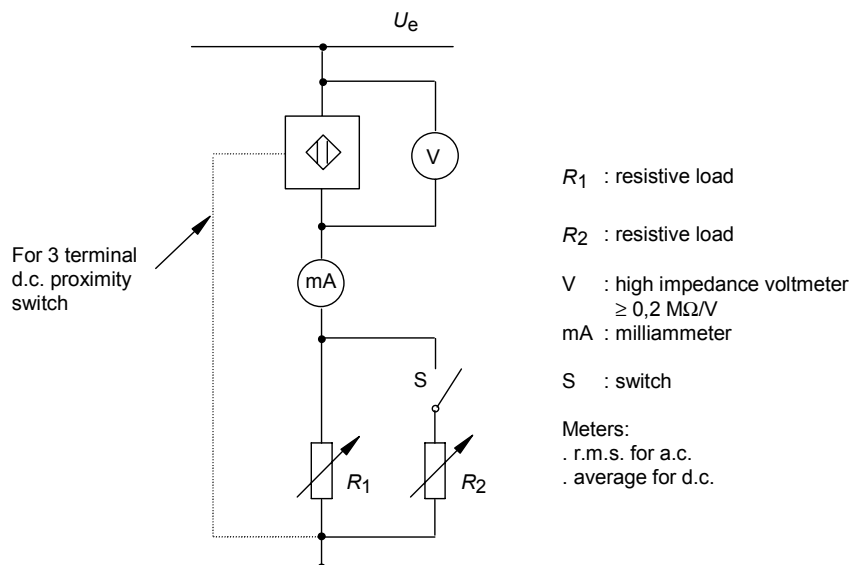 Ue
V
For 3 terminal
d.c. proximity
switch
mA
S
R1
R2
R1 : resistive load
R2 : resistive load
V : high impedance voltmeter
≥ 0,2 MΩ/V
mA : milliammeter
S : switch
Meters:
. r.m.s. for a.c.
. average for d.c.